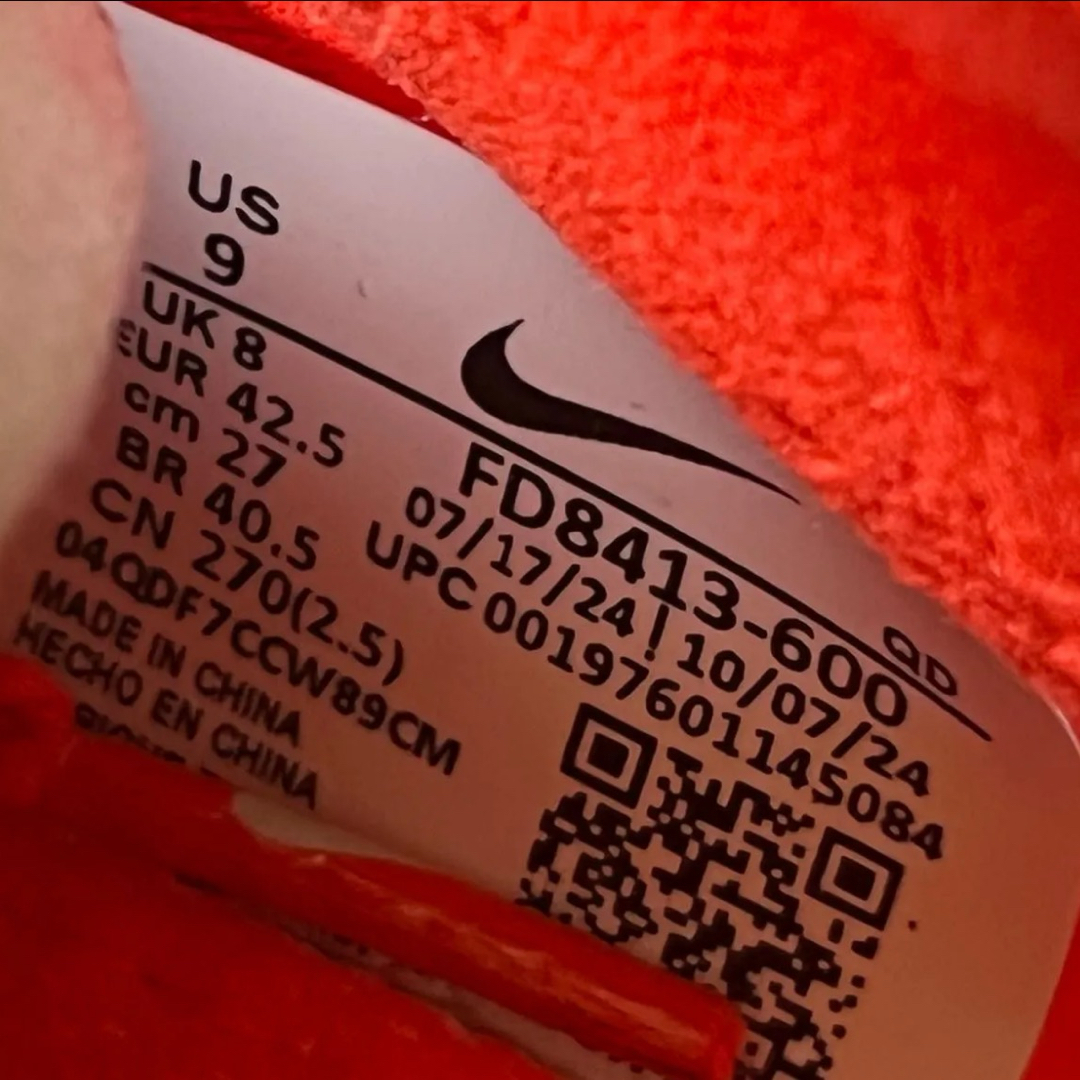 US
9
UK 8
EUR 42.5
cm 27
BR 40.5
CN 270(2.5)
04QDF7CCW89CM
MADE IN CHINA
HECHO EN CHINA
QD
FD8413-600
07/17/24 | 10/07/24
UPC 00197601145084